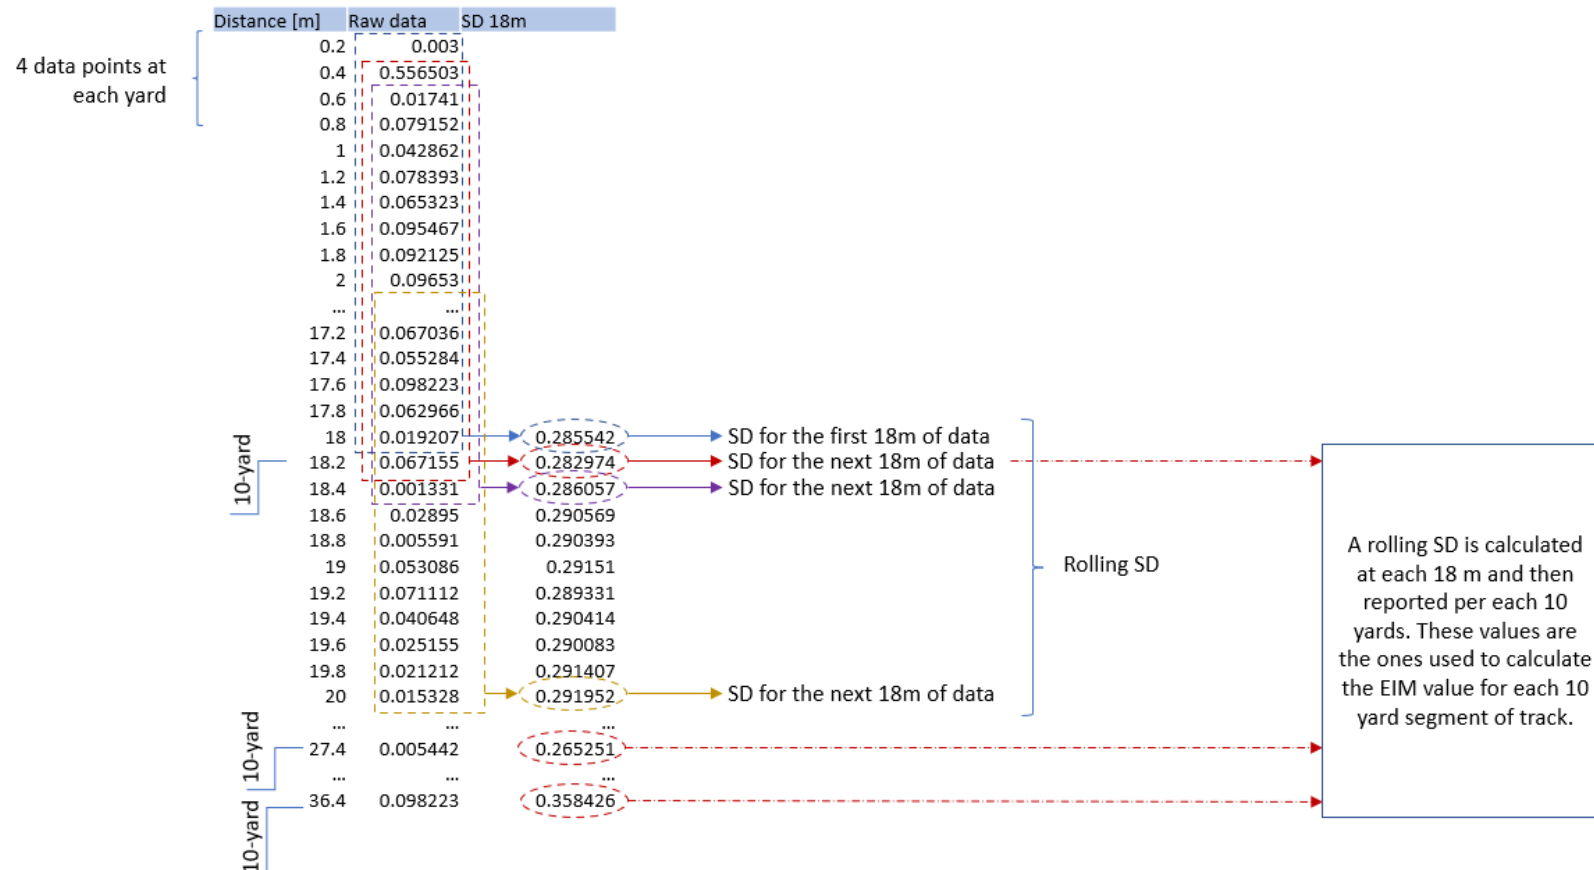 Distance [m] Raw data SD 18m
4 data points at
each yard
0.2 0.003
0.4 0.556503
0.6 0.01741
0.8 0.079152
1 0.042862
1.2 0.078393
1.4 0.065323
1.6 0.095467
1.8 0.092125
2 0.09653
... ...
17.2 0.067036
17.4 0.055284
17.6 0.098223
17.8 0.062966
18 0.019207 0.285542 SD for the first 18m of data
18.2 0.067155 0.282974 SD for the next 18m of data
18.4 0.001331 0.286057 SD for the next 18m of data
18.6 0.02895 0.290569
18.8 0.005591 0.290393
19 0.053086 0.29151
19.2 0.071112 0.289331
19.4 0.040648 0.290414
19.6 0.025155 0.290083
19.8 0.021212 0.291407
20 0.015328 0.291952 SD for the next 18m of data
... ... ...
27.4 0.005442 0.265251
... ... ...
36.4 0.098223 0.358426
10-yard
10-yard
10-yard
Rolling SD
A rolling SD is calculated
at each 18 m and then
reported per each 10
yards. These values are
the ones used to calculate
the EIM value for each 10
yard segment of track.